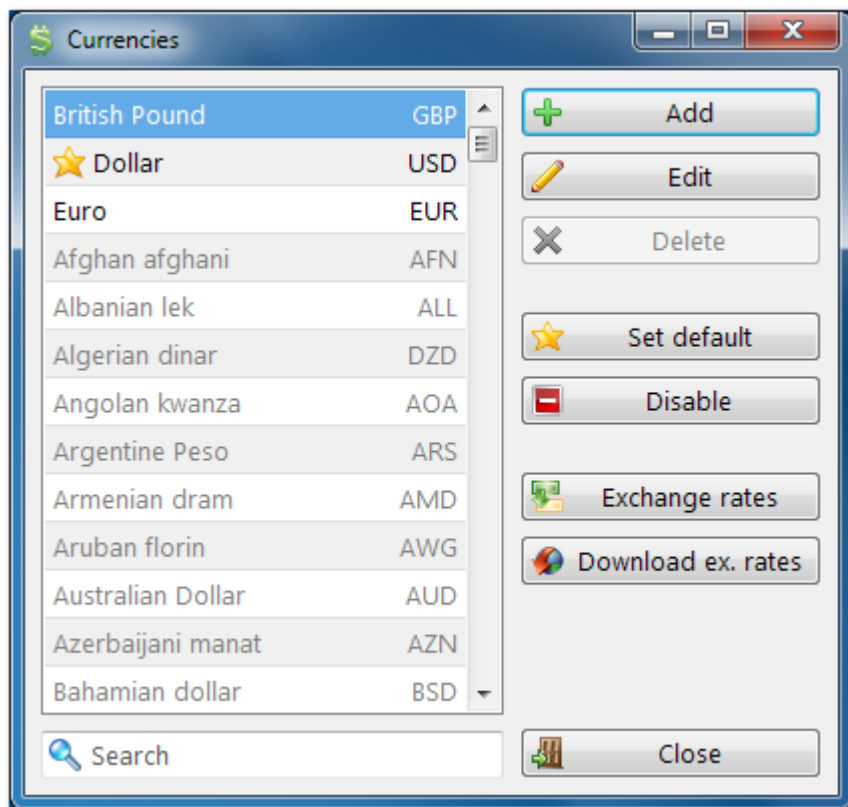 Currencies
British Pound GBP
Dollar USD
Euro EUR
Afghan afghani AFN
Albanian lek ALL
Algerian dinar DZD
Angolan kwanza AOA
Argentine Peso ARS
Armenian dram AMD
Aruban florin AWG
Australian Dollar AUD
Azerbaijani manat AZN
Bahamian dollar BSD
Search
Add
Edit
Delete
Set default
Disable
Exchange rates
Download ex. rates
Close